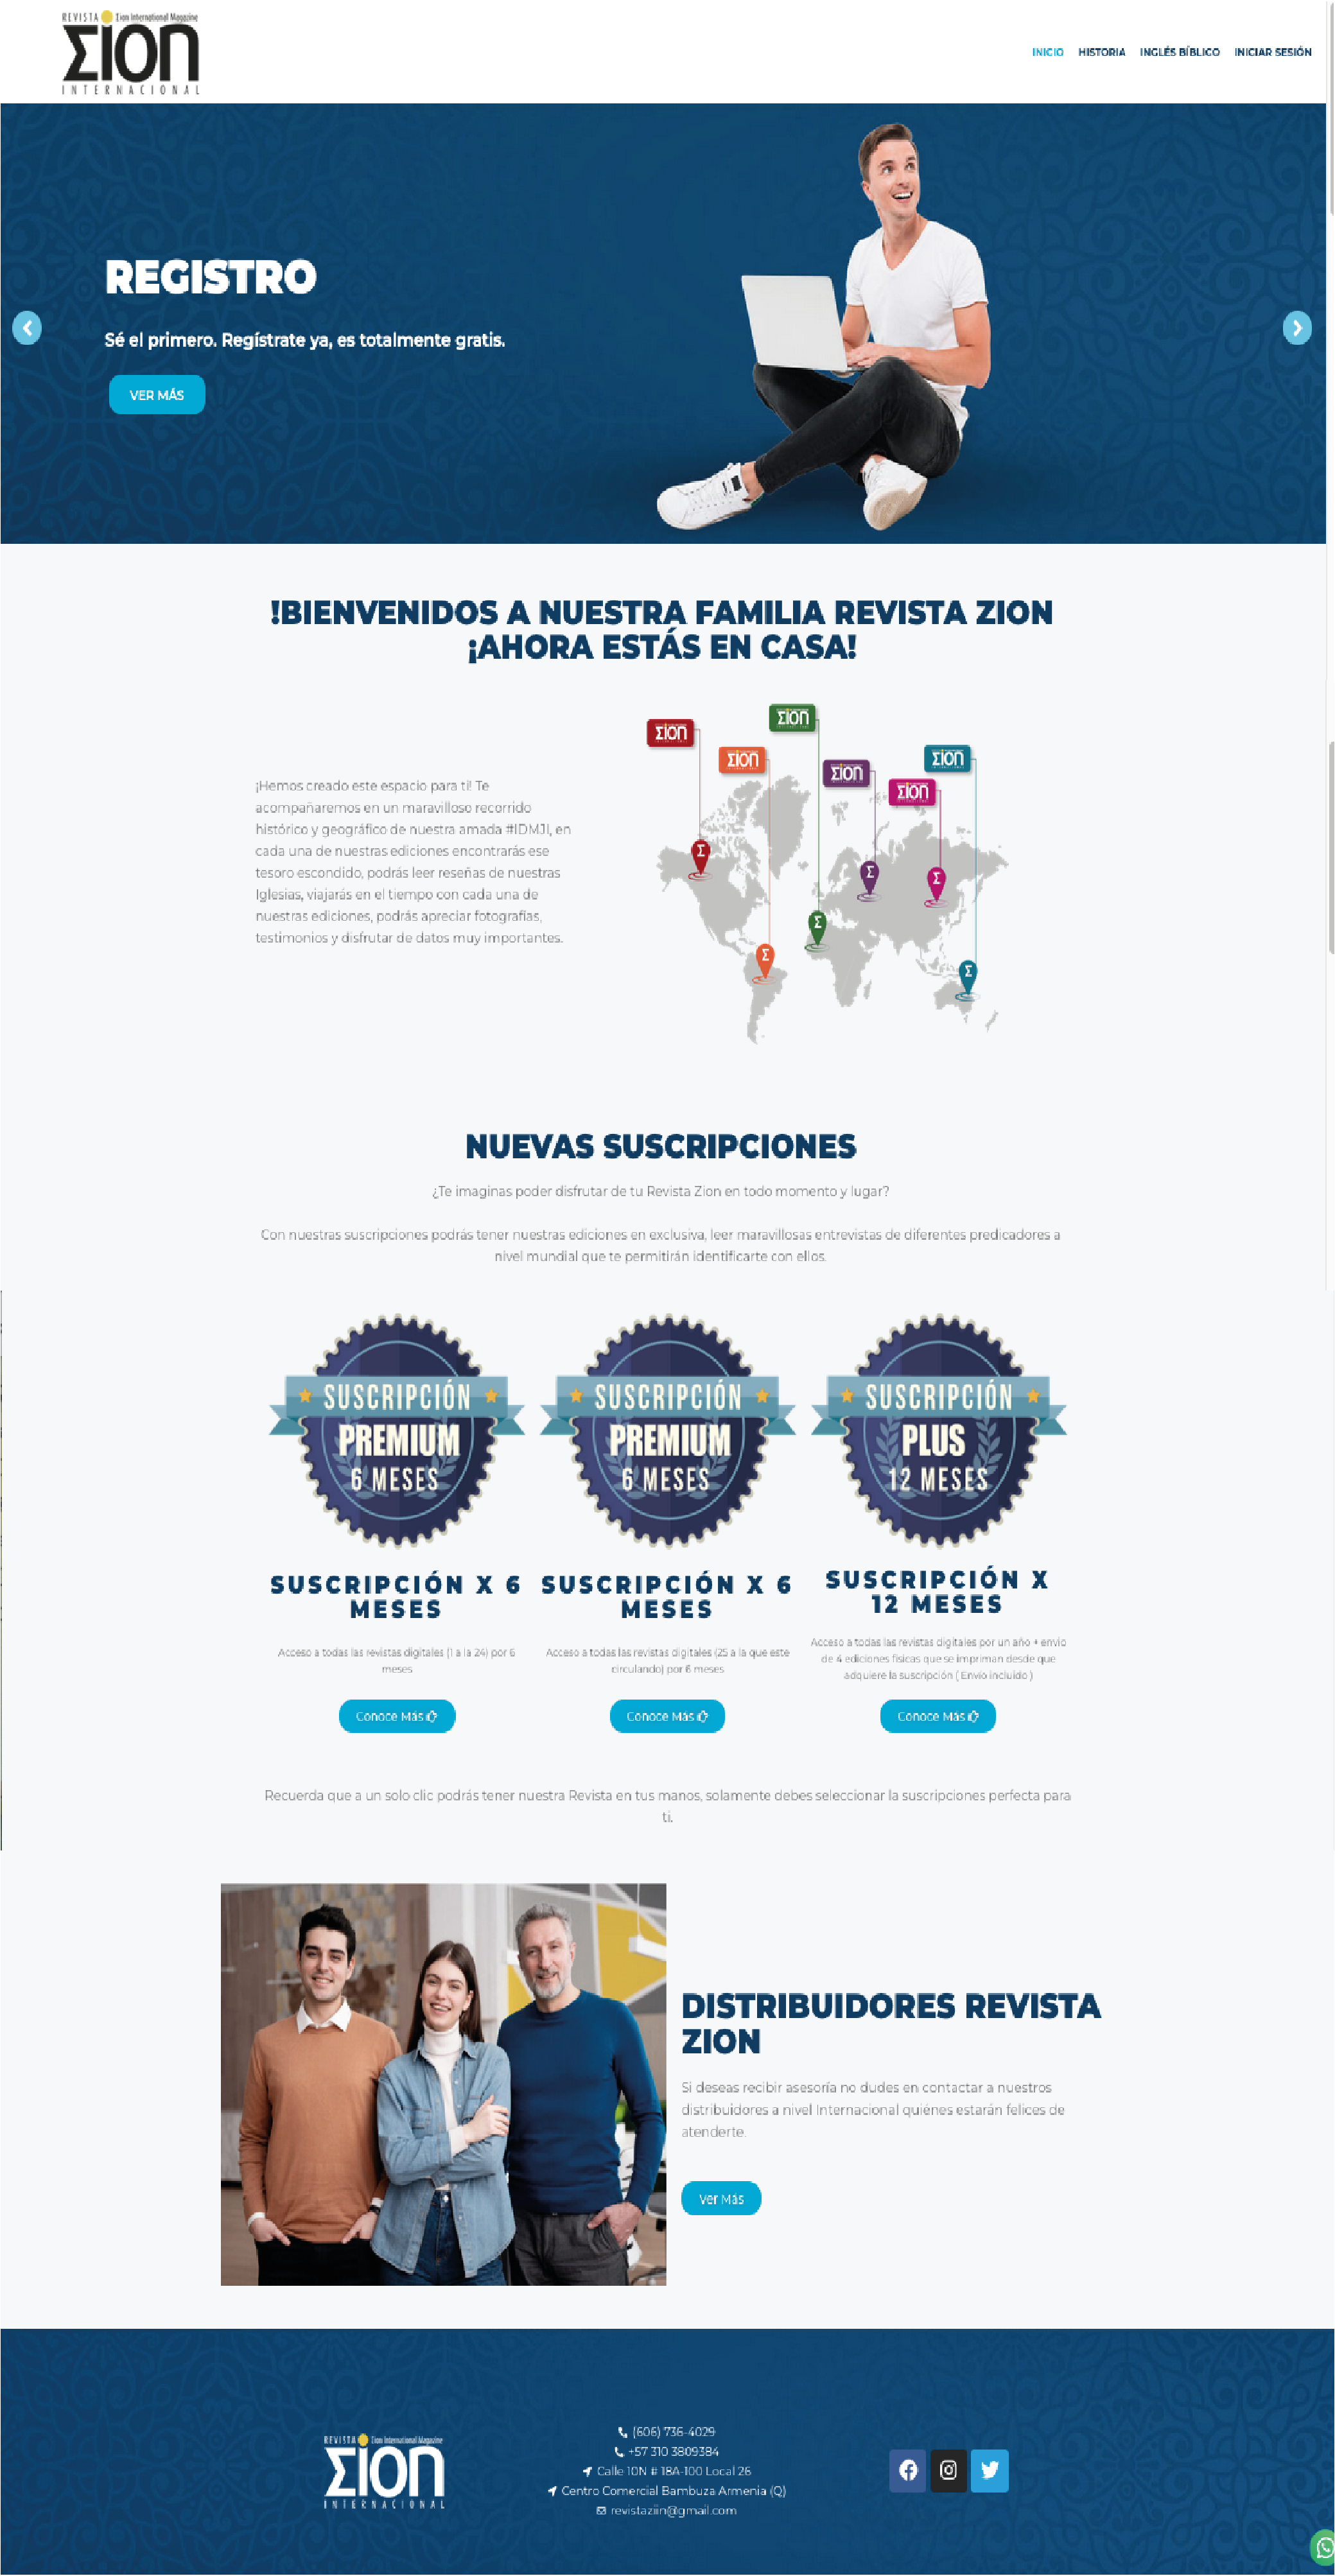 REVISTA Zion International Magazine
ΣION
INTERNACIONAL
INICIO HISTORIA INGLÉS BÍBLICO INICIAR SESIÓN
REGISTRO
Sé el primero. Regístrate ya, es totalmente gratis.
VER MÁS
!BIENVENIDOS A NUESTRA FAMILIA REVISTA ZION
¡AHORA ESTÁS EN CASA!
¡Hemos creado este espacio para ti! Te
acompañaremos en un maravilloso recorrido
histórico y geográfico de nuestra amada #IDMJI, en
cada una de nuestras ediciones encontrarás ese
tesoro escondido, podrás leer reseñas de nuestras
Iglesias, viajarás en el tiempo con cada una de
nuestras ediciones, podrás apreciar fotografías,
testimonios y disfrutar de datos muy importantes.
ΣION
ΣION
ΣION
ΣION
ΣION
ΣION
Σ
Σ
Σ
Σ
Σ
Σ
NUEVAS SUSCRIPCIONES
¿Te imaginas poder disfrutar de tu Revista Zion en todo momento y lugar?
Con nuestras suscripciones podrás tener nuestras ediciones en exclusiva, leer maravillosas entrevistas de diferentes predicadores a
nivel mundial que te permitirán identificarte con ellos.
SUSCRIPCIÓN
PREMIUM
6 MESES
SUSCRIPCIÓN X 6
MESES
Acceso a todas las revistas digitales (1 a la 24) por 6
meses
Conoce Más
SUSCRIPCIÓN
PREMIUM
6 MESES
SUSCRIPCIÓN X 6
MESES
Acceso a todas las revistas digitales (25 a la que este
circulando) por 6 meses
Conoce Más
SUSCRIPCIÓN
PLUS
12 MESES
SUSCRIPCIÓN X
12 MESES
Acceso a todas las revistas digitales por un año + envio
de 4 ediciones fisicas que se impriman desde que
adquiere la suscripción ( Envio incluido )
Conoce Más
Recuerda que a un solo clic podrás tener nuestra Revista en tus manos, solamente debes seleccionar la suscripciones perfecta para
ti.
DISTRIBUIDORES REVISTA
ZION
Si deseas recibir asesoría no dudes en contactar a nuestros
distribuidores a nivel Internacional quiénes estarán felices de
atenderte.
Ver Más
REVISTA Zion International Magazine
ΣION
INTERNACIONAL
(606) 736-4029
+57 310 3809384
Calle 10N # 18A-100 Local 26
Centro Comercial Bambuza Armenia (Q)
revistaziin@gmail.com